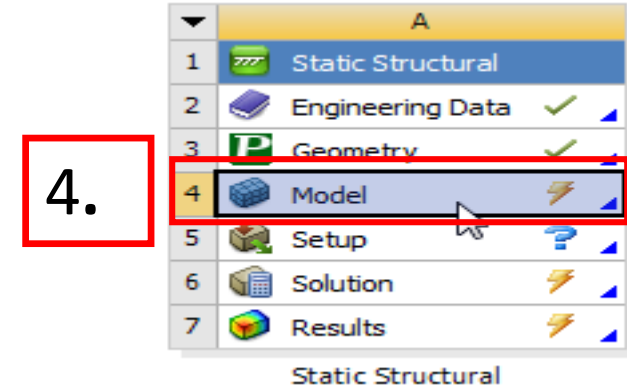 A
1 Static Structural
2 Engineering Data
3 P Geometry
4. 4 Model
5 Setup ?
6 Solution
7 Results
Static Structural